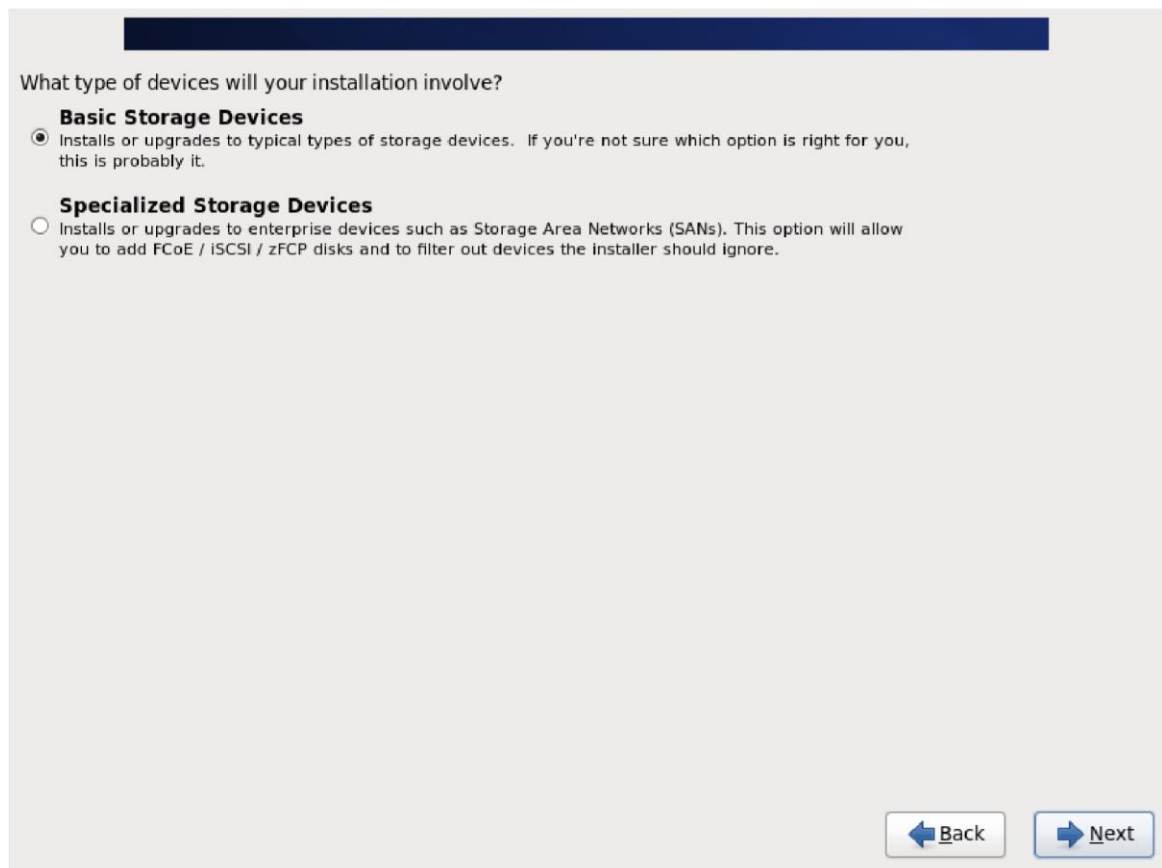 What type of devices will your installation involve?
Basic Storage Devices
Installs or upgrades to typical types of storage devices.  If you're not sure which option is right for you,
this is probably it.
Specialized Storage Devices
Installs or upgrades to enterprise devices such as Storage Area Networks (SANs). This option will allow
you to add FCoE / iSCSI / zFCP disks and to filter out devices the installer should ignore.
Back
Next